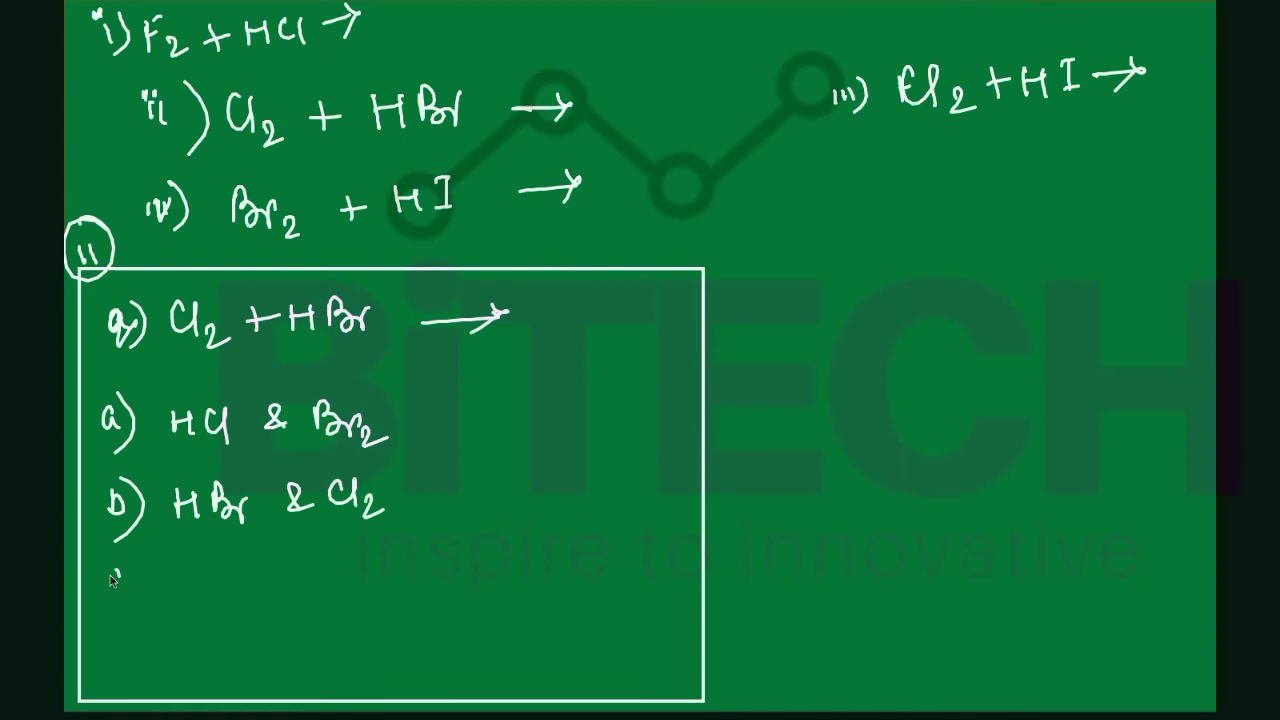 i) F₂ + HCl →
ii) Cl₂ + HBr →
iii) Cl₂ + HI →
iv) Br₂ + HI →
ii
q) Cl₂ + HBr →
a) HCl & Br₂
b) HBr & Cl₂
BiTECH
inspire to innovative